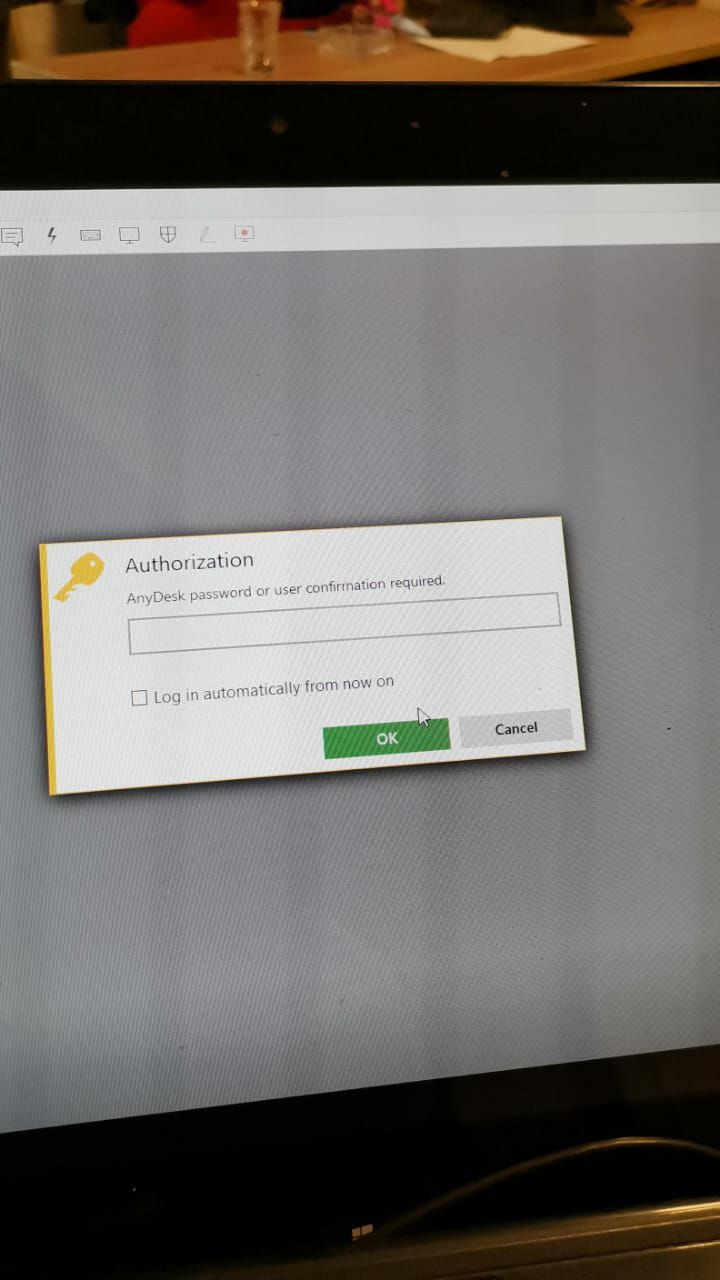 Authorization
AnyDesk password or user confirmation required.
Log in automatically from now on
OK
Cancel